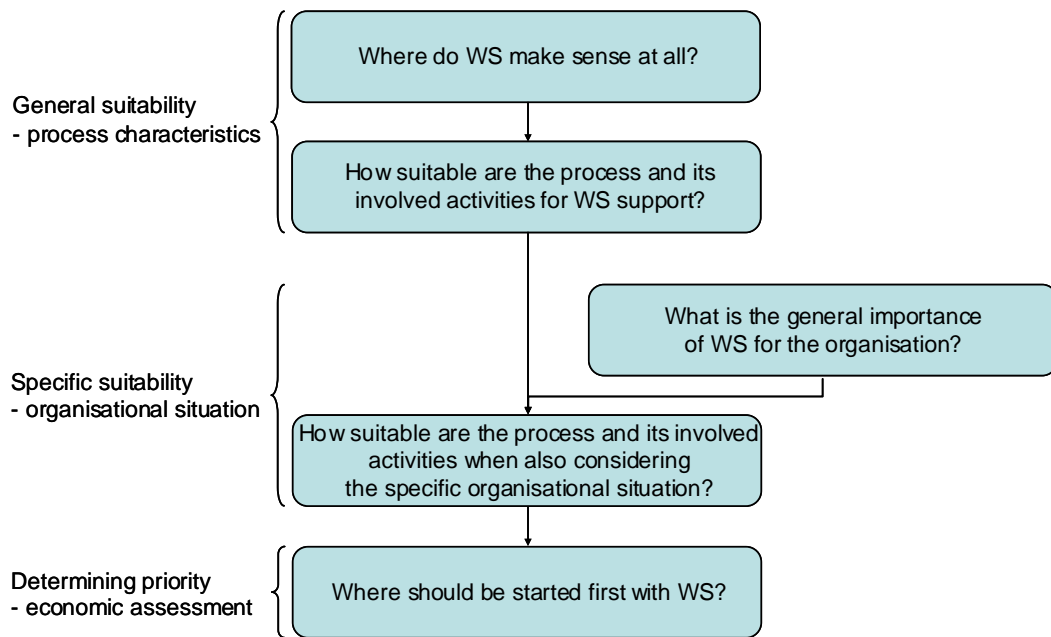 Where do WS make sense at all?
General suitability
- process characteristics
How suitable are the process and its
involved activities for WS support?
What is the general importance
of WS for the organisation?
Specific suitability
- organisational situation
How suitable are the process and its involved
activities when also considering
the specific organisational situation?
Determining priority
- economic assessment
Where should be started first with WS?